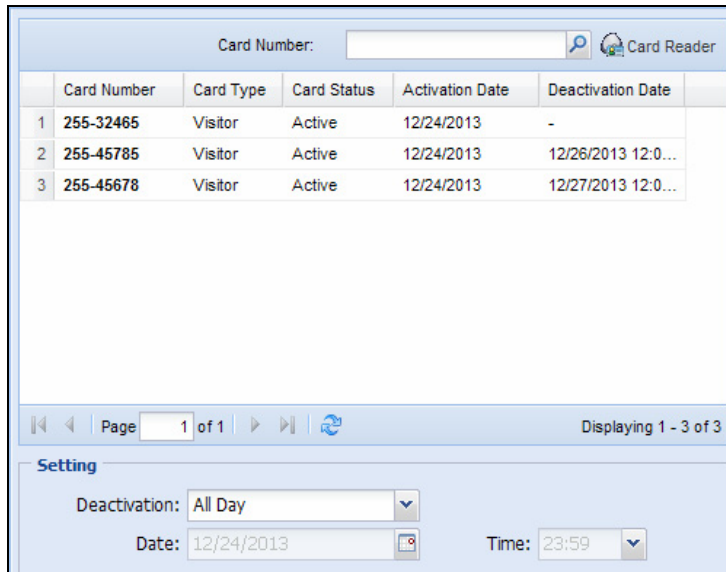 Card Number: Card Reader
Card Number Card Type Card Status Activation Date Deactivation Date
1 255-32465 Visitor Active 12/24/2013 -
2 255-45785 Visitor Active 12/24/2013 12/26/2013 12:0...
3 255-45678 Visitor Active 12/24/2013 12/27/2013 12:0...
Page 1 of 1 Displaying 1 - 3 of 3
Setting
Deactivation: All Day
Date: 12/24/2013 Time: 23:59